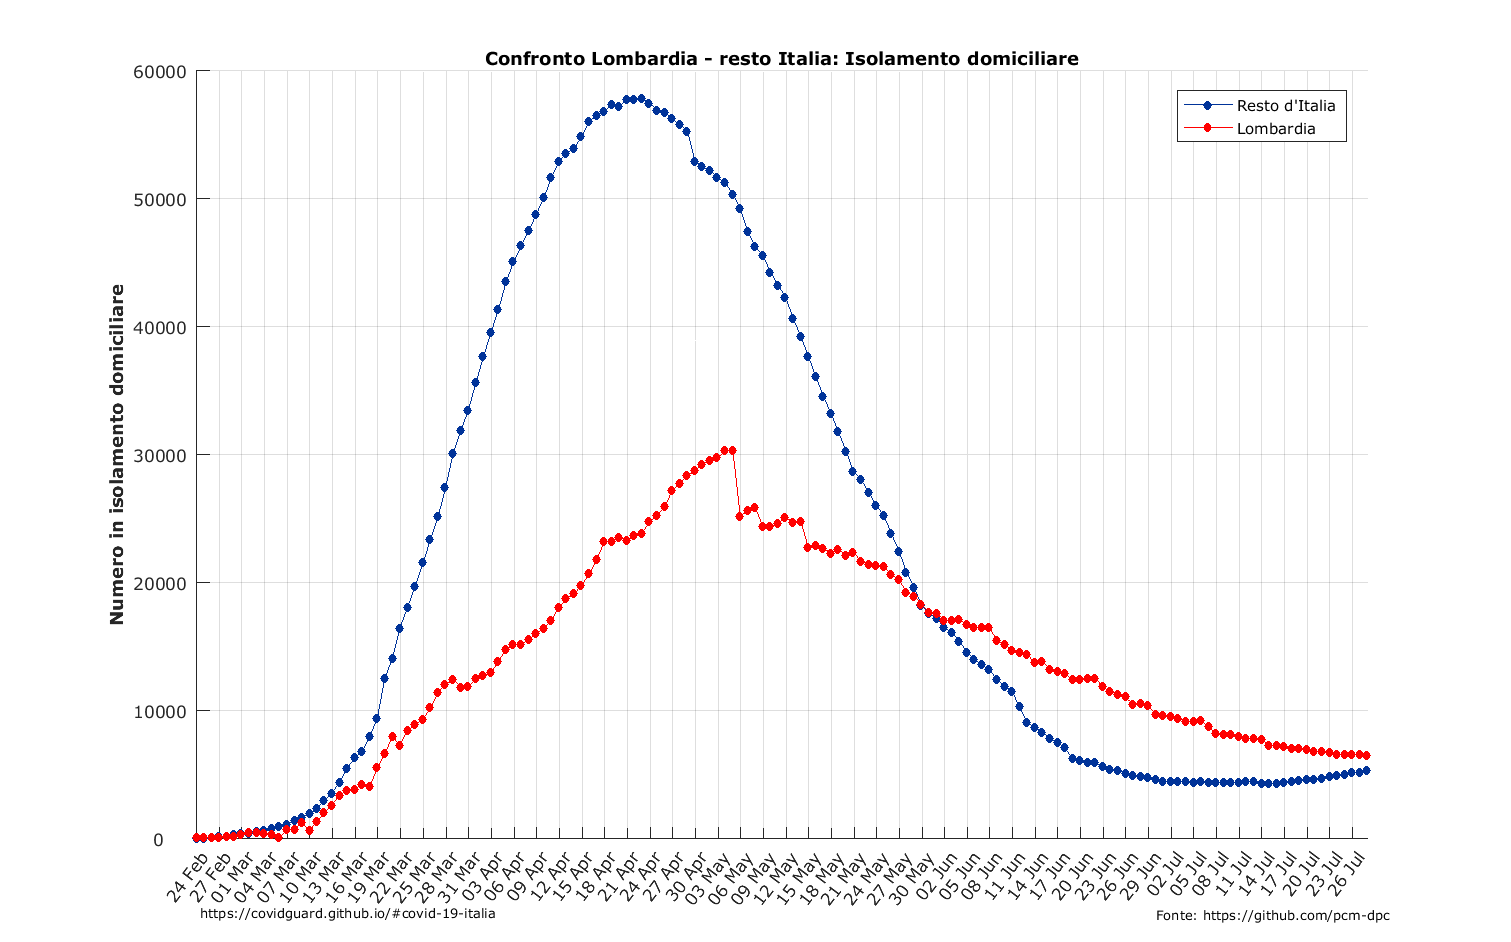 Confronto Lombardia - resto Italia: Isolamento domiciliare
Resto d'Italia
Lombardia
Numero in isolamento domiciliare
60000
50000
40000
30000
20000
10000
0
24 Feb
27 Feb
01 Mar
04 Mar
07 Mar
10 Mar
13 Mar
16 Mar
19 Mar
22 Mar
25 Mar
28 Mar
31 Mar
03 Apr
06 Apr
09 Apr
12 Apr
15 Apr
18 Apr
21 Apr
24 Apr
27 Apr
30 Apr
03 May
06 May
09 May
12 May
15 May
18 May
21 May
24 May
27 May
30 May
02 Jun
05 Jun
08 Jun
11 Jun
14 Jun
17 Jun
20 Jun
23 Jun
26 Jun
29 Jun
02 Jul
05 Jul
08 Jul
11 Jul
14 Jul
17 Jul
20 Jul
23 Jul
26 Jul
https://covidguard.github.io/#covid-19-italia
Fonte: https://github.com/pcm-dpc